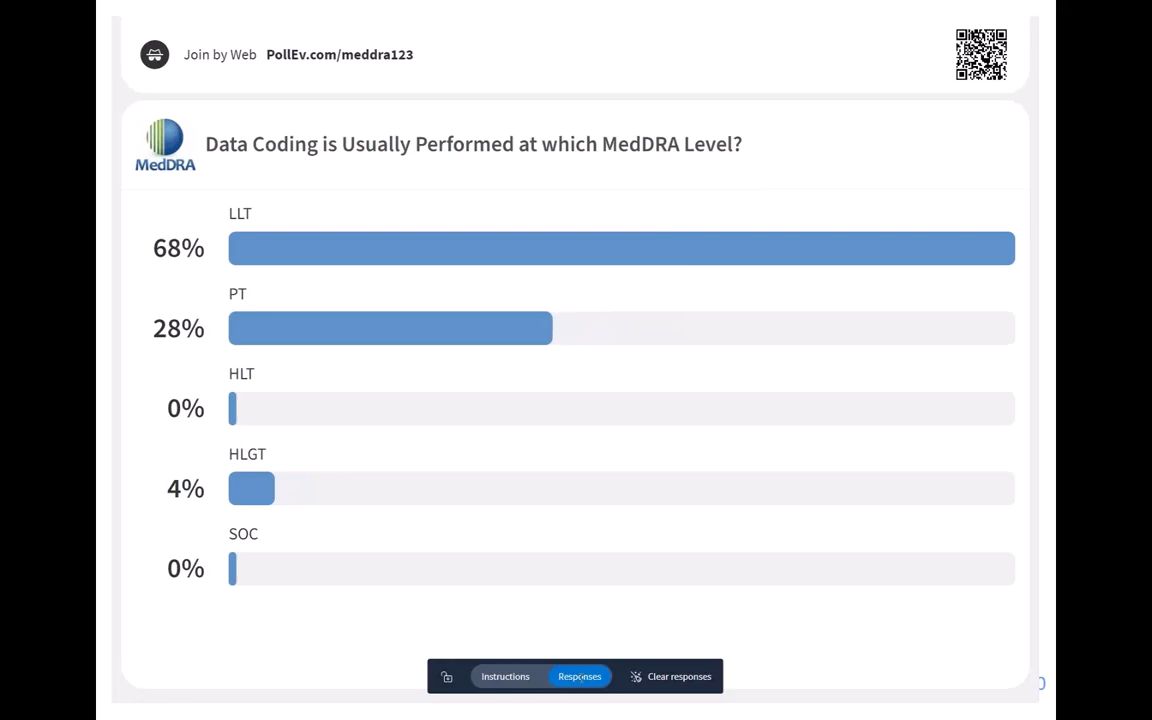 Join by Web PollEv.com/meddra123
MedDRA
Data Coding is Usually Performed at which MedDRA Level?
LLT
68%
PT
28%
HLT
0%
HLGT
4%
SOC
0%
Instructions Responses Clear responses